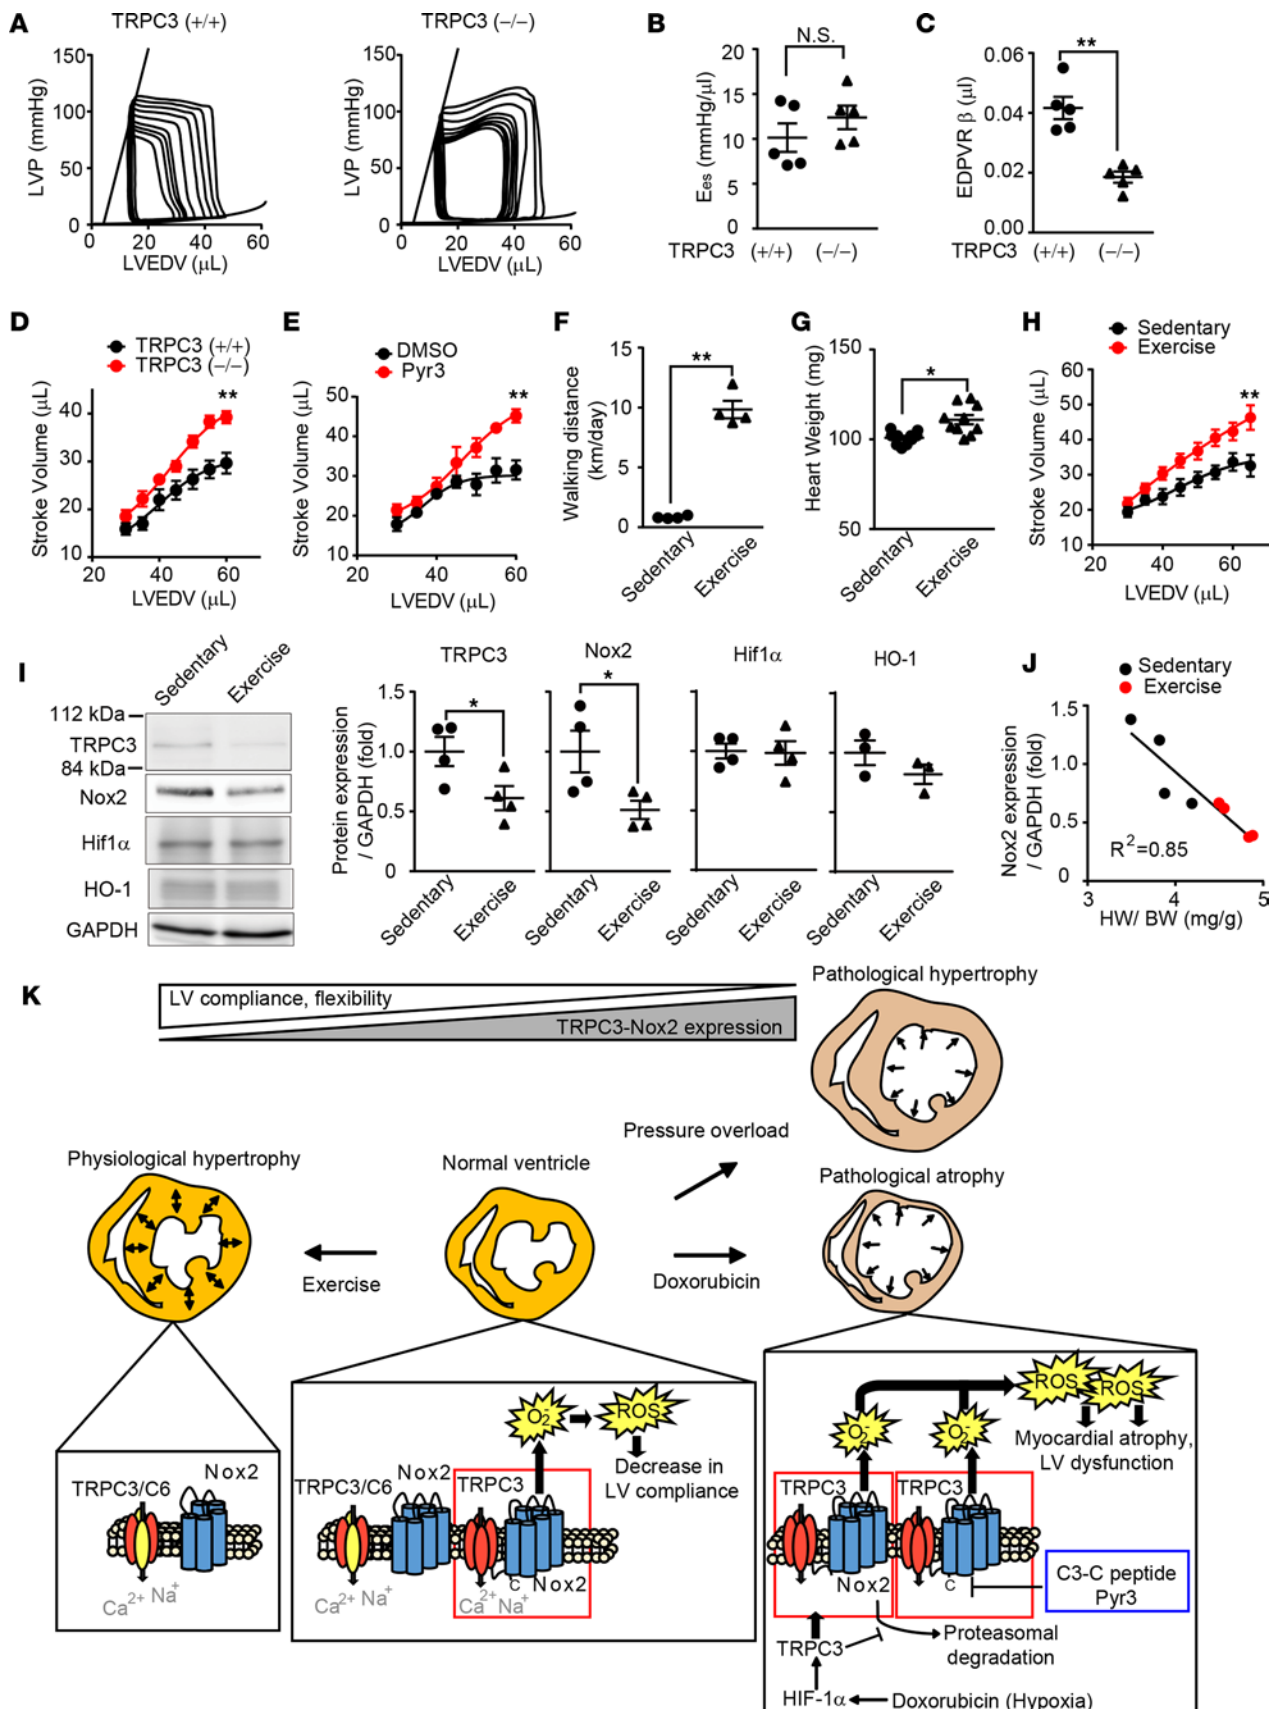 A
TRPC3 (+/+)
TRPC3 (−/−)
LVP (mmHg)
200
150
100
50
0
0 20 40 60
LVEDV (μL)
LVP (mmHg)
200
150
100
50
0
0 20 40 60
LVEDV (μL)
B
N.S.
Ees (mmHg/μl)
20
15
10
5
0
TRPC3 (+/+) (−/−)
C
**
EDPVR β (μl)
0.06
0.04
0.02
0.00
TRPC3 (+/+) (−/−)
D
TRPC3 (+/+)
TRPC3 (−/−)
**
Stroke Volume (μL)
40
30
20
10
20 40 60
LVEDV (μL)
E
DMSO
Pyr3
**
Stroke Volume (μL)
50
40
30
20
10
20 40 60
LVEDV (μL)
F
**
Walking distance
(km/day)
15
10
5
0
Sedentary
Exercise
G
*
Heart Weight (mg)
150
100
50
Sedentary
Exercise
H
Sedentary
Exercise
**
Stroke Volume (μL)
60
50
40
30
20
10
20 40 60
LVEDV (μL)
I
Sedentary
Exercise
112 kDa
TRPC3
84 kDa
Nox2
Hif1α
HO-1
GAPDH
TRPC3
Nox2
Hif1α
HO-1
* *
Protein expression
/ GAPDH (fold)
1.5
1.0
0.5
0
Sedentary
Exercise
Sedentary
Exercise
Sedentary
Exercise
Sedentary
Exercise
J
Sedentary
Exercise
Nox2 expression
/ GAPDH (fold)
1.5
1.0
0.5
0
R²=0.85
3 4 5
HW/ BW (mg/g)
K
LV compliance, flexibility
TRPC3-Nox2 expression
Pathological hypertrophy
Pressure overload
Physiological hypertrophy
Normal ventricle
Pathological atrophy
Exercise
Doxorubicin
TRPC3/C6
Nox2
Ca²⁺ Na⁺
O₂⁻
ROS
Decrease in
LV compliance
TRPC3/C6
Nox2
TRPC3
C
Nox2
Ca²⁺ Na⁺
Ca²⁺ Na⁺
ROS
ROS
O₂⁻
O₂⁻
Myocardial atrophy,
LV dysfunction
TRPC3
TRPC3
Nox2
C
C3-C peptide
Pyr3
TRPC3
Proteasomal
degradation
HIF-1α
Doxorubicin (Hypoxia)